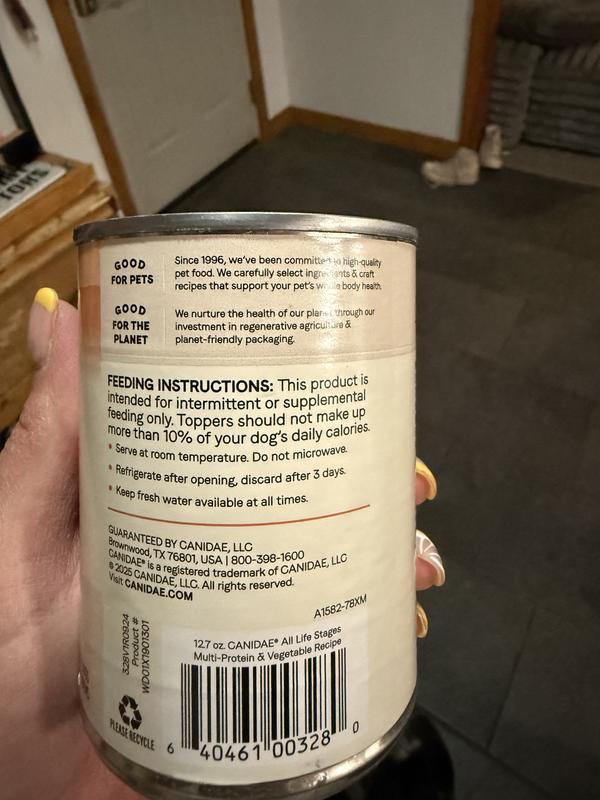 GOOD
FOR PETS
Since 1996, we've been committed to high-quality
pet food. We carefully select ingredients & craft
recipes that support your pet's whole body health.
GOOD
FOR THE
PLANET
We nurture the health of our planet through our
investment in regenerative agriculture &
planet-friendly packaging.
FEEDING INSTRUCTIONS: This product is
intended for intermittent or supplemental
feeding only. Toppers should not make up
more than 10% of your dog's daily calories.
• Serve at room temperature. Do not microwave.
• Refrigerate after opening, discard after 3 days.
• Keep fresh water available at all times.
GUARANTEED BY CANIDAE, LLC
Brownwood, TX 76801, USA | 800-398-1600
CANIDAE® is a registered trademark of CANIDAE, LLC
© 2025 CANIDAE, LLC. All rights reserved.
Visit CANIDAE.COM
A1582-78XM
328V1R0924
Product #
WD01X1901301
PLEASE RECYCLE
12.7 oz. CANIDAE® All Life Stages
Multi-Protein & Vegetable Recipe
6 40461 00328 0